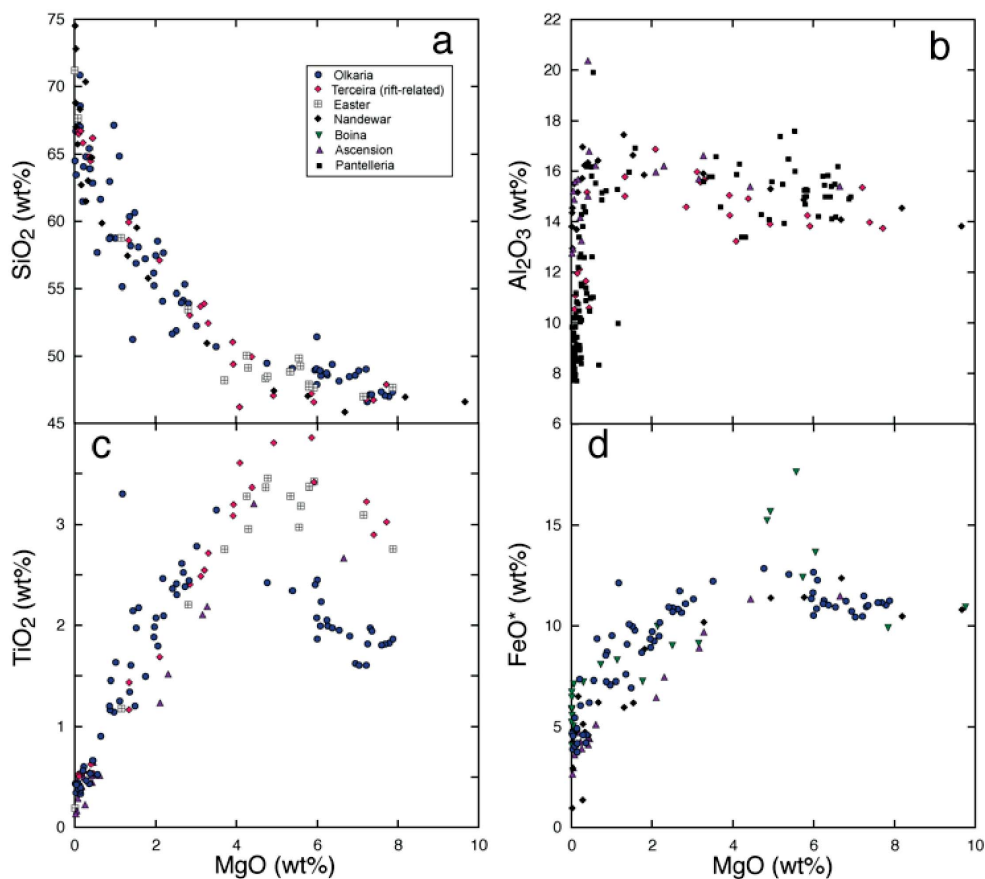 a
SiO2 (wt%)
75
70
65
60
55
50
45
Olkaria
Terceira (rift-related)
Easter
Nandewar
Boina
Ascension
Pantelleria
b
Al2O3 (wt%)
20
18
16
14
12
10
8
6
c
TiO2 (wt%)
3
2
1
0
0 2 4 6 8 10
MgO (wt%)
d
FeO* (wt%)
15
10
5
0
0 2 4 6 8 10
MgO (wt%)